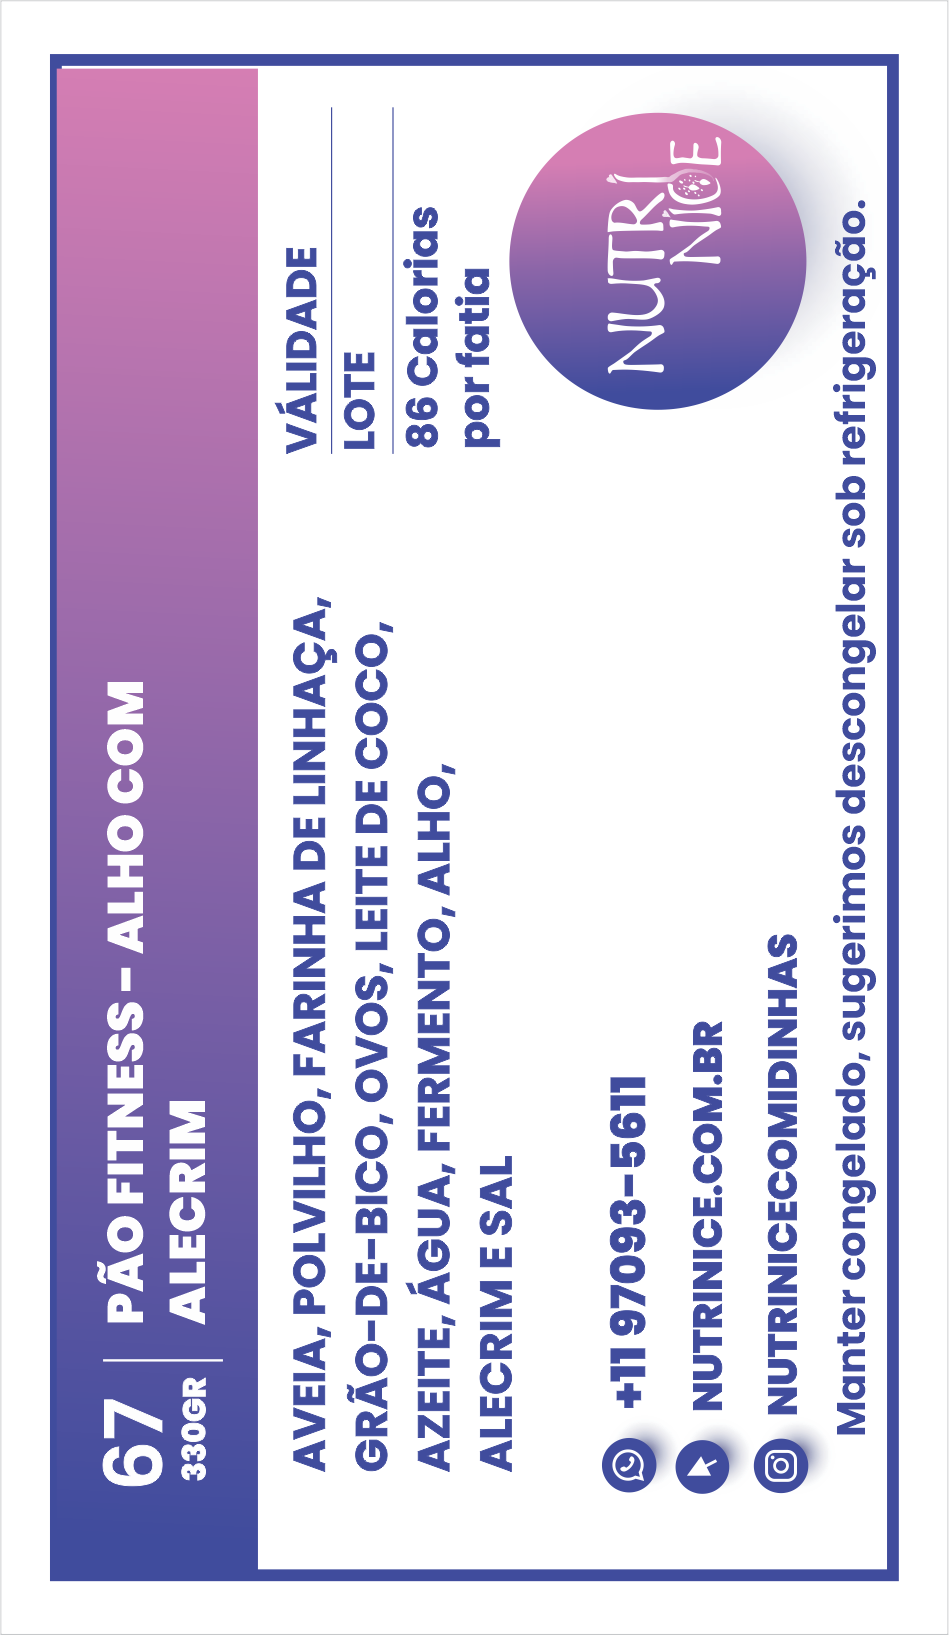 67
330GR
PÃO FITNESS - ALHO COM
ALECRIM
AVEIA, POLVILHO, FARINHA DE LINHAÇA,
GRÃO-DE-BICO, OVOS, LEITE DE COCO,
AZEITE, ÁGUA, FERMENTO, ALHO,
ALECRIM E SAL
VÁLIDADE
LOTE
86 Calorias
por fatia
NUTRI
NICE
+11 97093-5611
NUTRINICE.COM.BR
NUTRINICECOMIDINHAS
Manter congelado, sugerimos descongelar sob refrigeração.